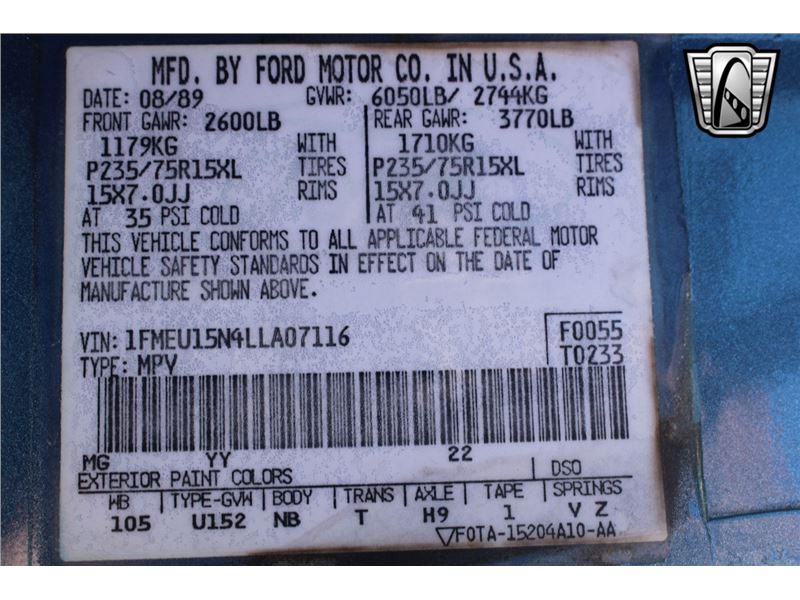 MFD. BY FORD MOTOR CO. IN U.S.A.
DATE: 08/89 GVWR: 6050LB/ 2744KG
FRONT GAWR: 2600LB REAR GAWR: 3770LB
1179KG WITH 1710KG WITH
P235/75R15XL TIRES P235/75R15XL TIRES
15X7.0JJ RIMS 15X7.0JJ RIMS
AT 35 PSI COLD AT 41 PSI COLD
THIS VEHICLE CONFORMS TO ALL APPLICABLE FEDERAL MOTOR
VEHICLE SAFETY STANDARDS IN EFFECT ON THE DATE OF
MANUFACTURE SHOWN ABOVE.
VIN: 1FMEU15N4LLA07116 F0055
TYPE: MPV T0233
MG YY 22
EXTERIOR PAINT COLORS DSO
WB TYPE-GVW BODY TRANS AXLE TAPE SPRINGS
105 U152 NB T H9 1 V Z
▽F0TA-15204A10-AA